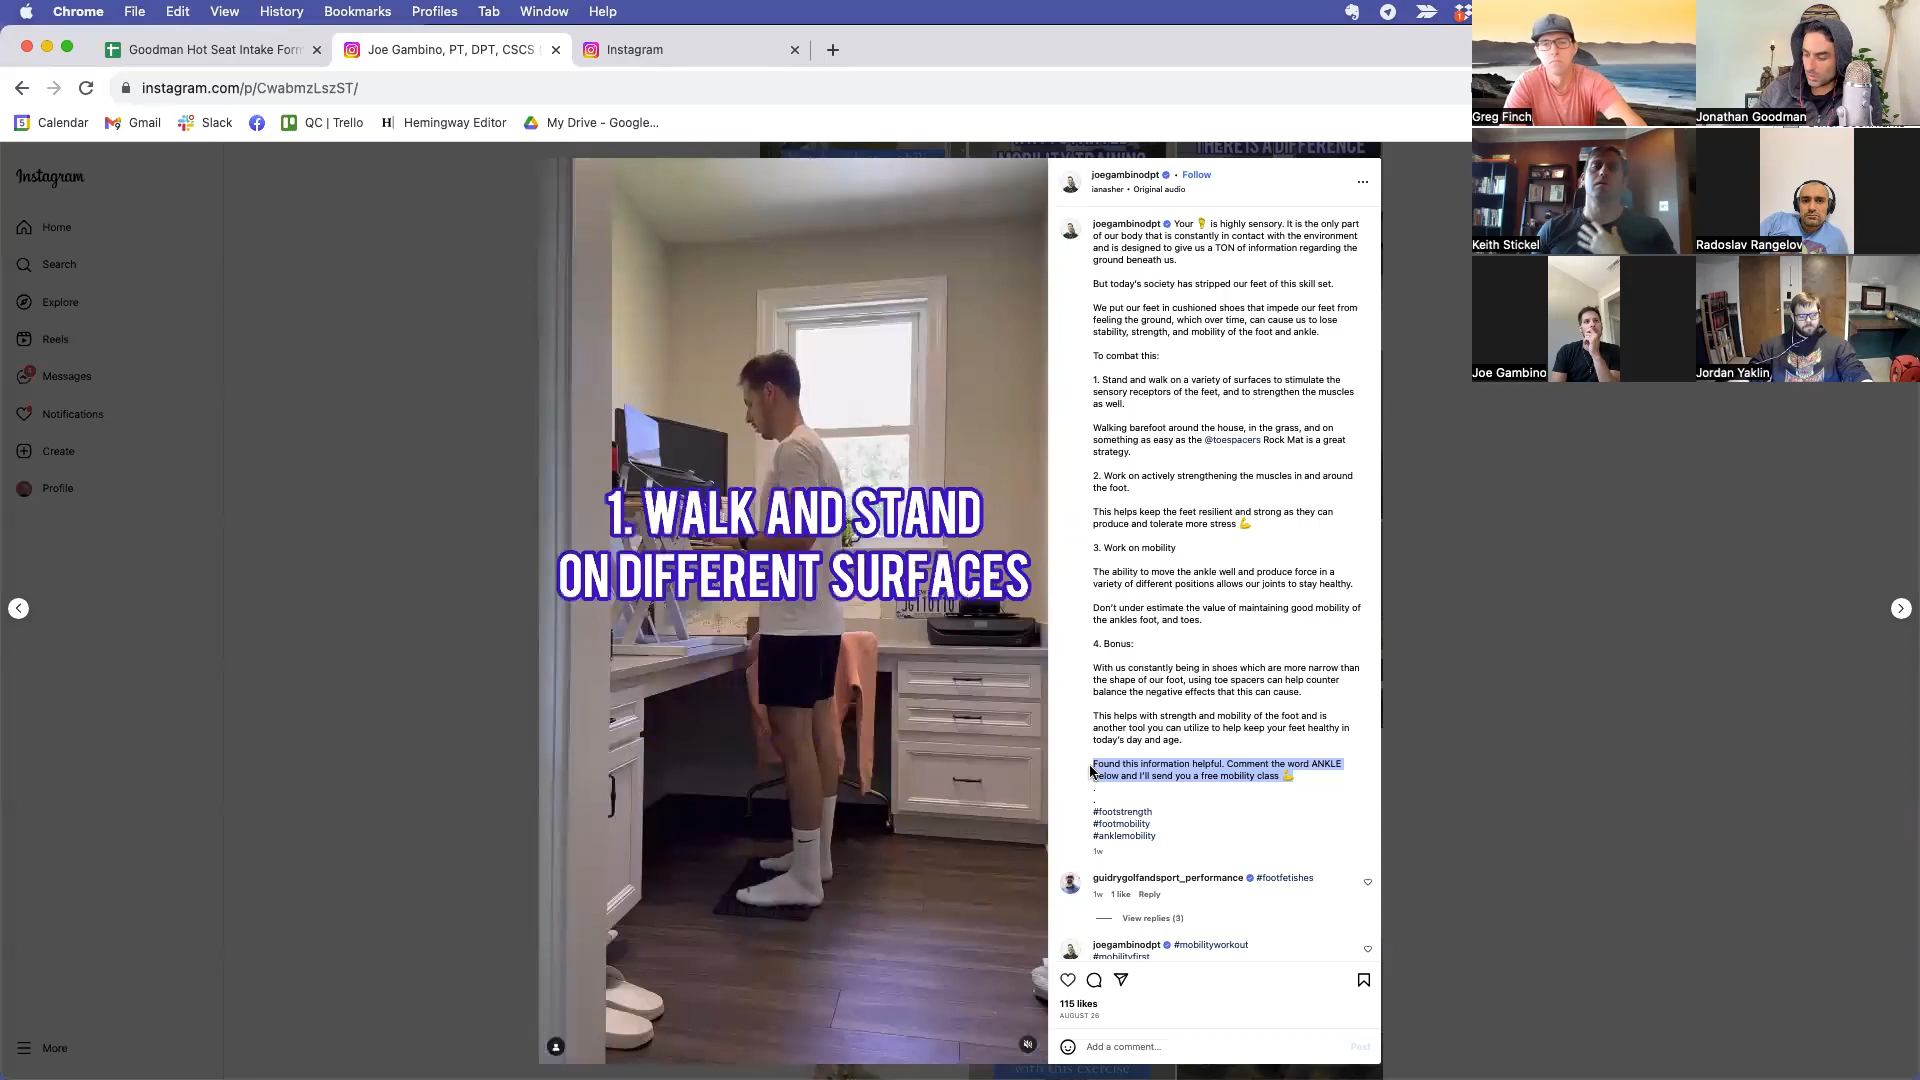 Chrome File Edit View History Bookmarks Profiles Tab Window Help
Goodman Hot Seat Intake Form
Joe Gambino, PT, DPT, CSCS
Instagram
instagram.com/p/CwabmzLszST/
Calendar Gmail Slack QC | Trello Hemingway Editor My Drive - Google...
Greg Finch
Jonathan Goodman
Keith Stickel
Radoslav Rangelov
Joe Gambino
Jordan Yaklin
Instagram
Home
Search
Explore
Reels
Messages
Notifications
Create
Profile
More
MOBILITY TRAINING
THERE IS A DIFFERENCE
1. WALK AND STAND
ON DIFFERENT SURFACES
joegambinodpt • Follow
ianasher • Original audio
joegambinodpt Your 🦶 is highly sensory. It is the only part
of our body that is constantly in contact with the environment
and is designed to give us a TON of information regarding the
ground beneath us.
But today's society has stripped our feet of this skill set.
We put our feet in cushioned shoes that impede our feet from
feeling the ground, which over time, can cause us to lose
stability, strength, and mobility of the foot and ankle.
To combat this:
1. Stand and walk on a variety of surfaces to stimulate the
sensory receptors of the feet, and to strengthen the muscles
as well.
Walking barefoot around the house, in the grass, and on
something as easy as the @toespacers Rock Mat is a great
strategy.
2. Work on actively strengthening the muscles in and around
the foot.
This helps keep the feet resilient and strong as they can
produce and tolerate more stress 💪
3. Work on mobility
The ability to move the ankle well and produce force in a
variety of different positions allows our joints to stay healthy.
Don't under estimate the value of maintaining good mobility of
the ankles foot, and toes.
4. Bonus:
With us constantly being in shoes which are more narrow than
the shape of our foot, using toe spacers can help counter
balance the negative effects that this can cause.
This helps with strength and mobility of the foot and is
another tool you can utilize to help keep your feet healthy in
today's day and age.
Found this information helpful. Comment the word ANKLE
below and I'll send you a free mobility class 💪
.
.
#footstrength
#footmobility
#anklemobility
1w
guidrygolfandsport_performance #footfetishes
1w 1 like Reply
View replies (3)
joegambinodpt #mobilityworkout
#mobilityfirst
115 likes
AUGUST 26
Add a comment...
Post
with this exercise